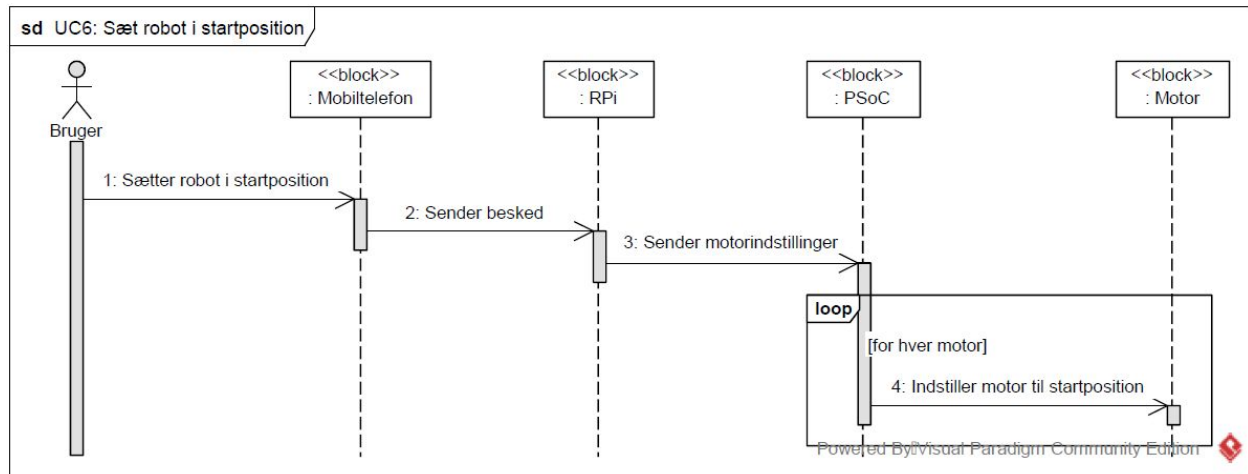 sd UC6: Sæt robot i startposition
Bruger
<<block>>
: Mobiltelefon
<<block>>
: RPi
<<block>>
: PSoC
<<block>>
: Motor
1: Sætter robot i startposition
2: Sender besked
3: Sender motorindstillinger
loop
[for hver motor]
4: Indstiller motor til startposition
Powered By Visual Paradigm Community Edition